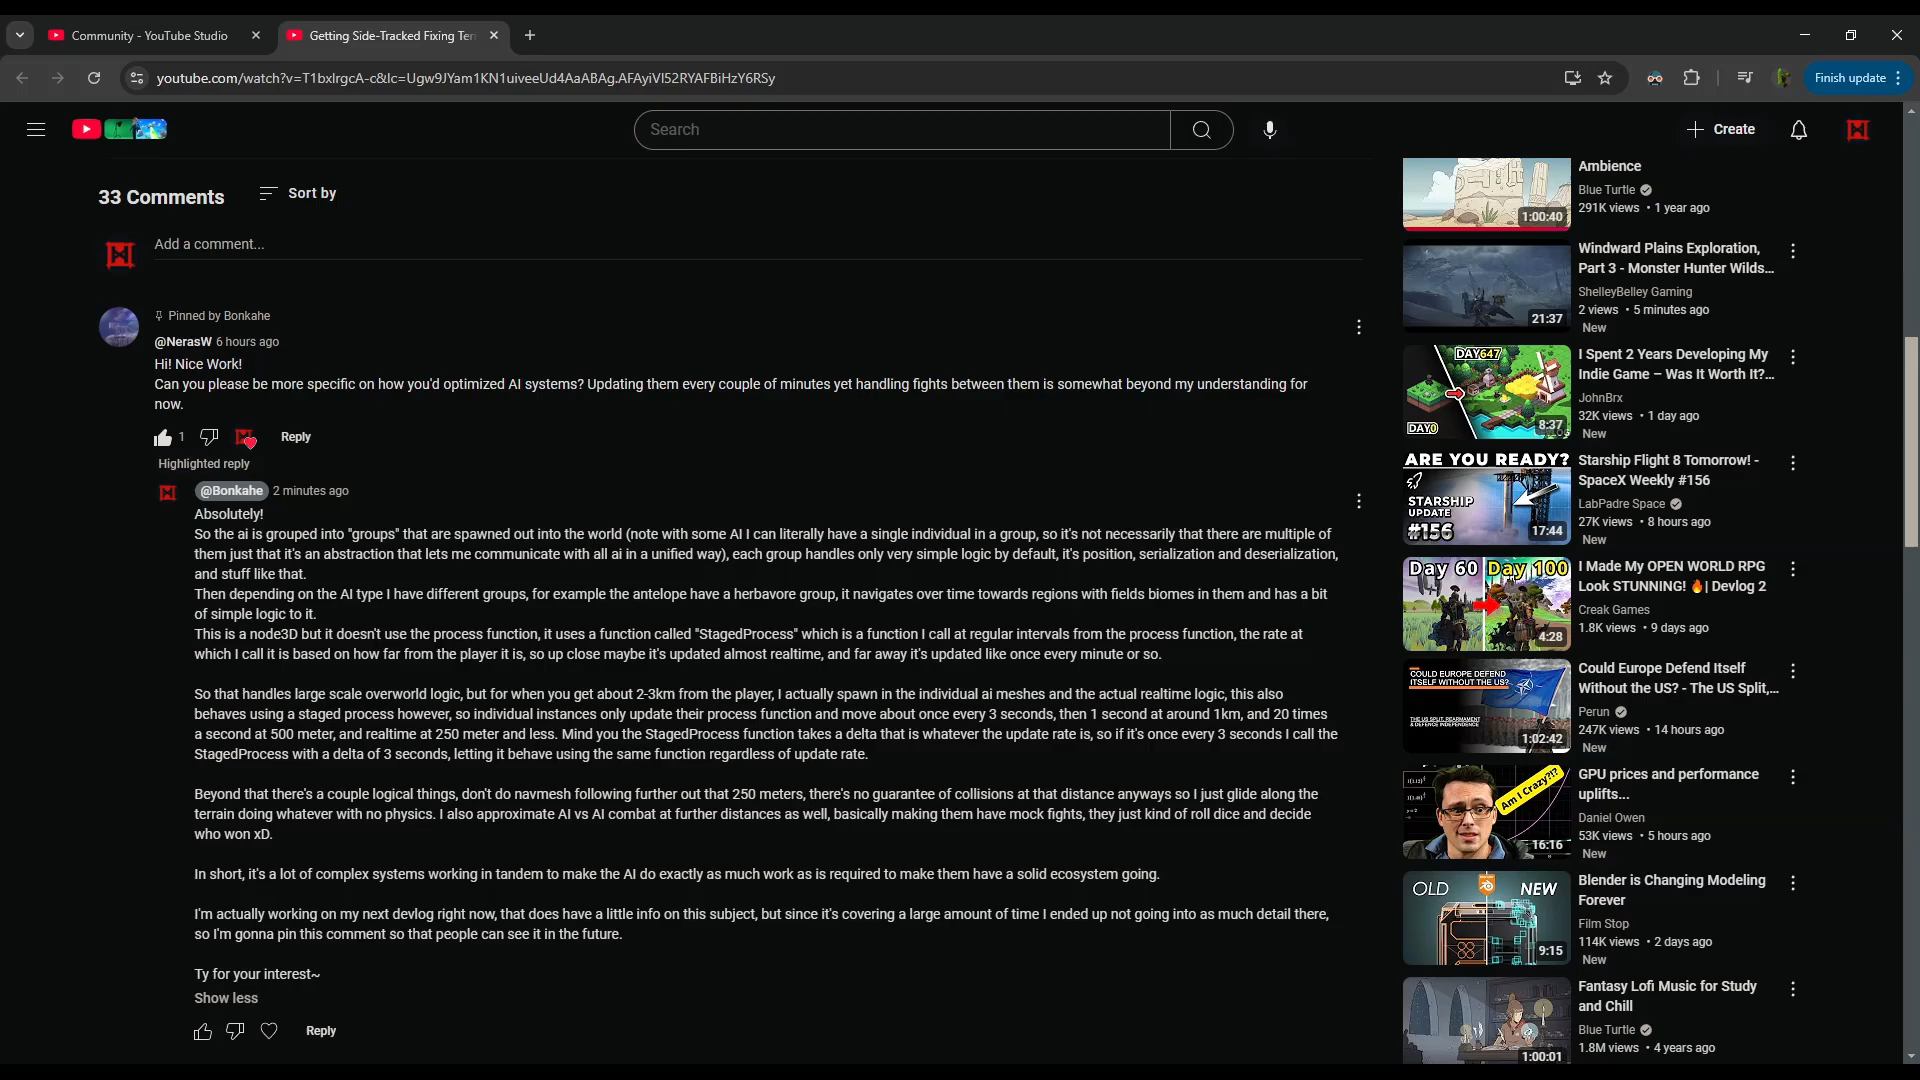 Community - YouTube Studio
Getting Side-Tracked Fixing Ter
youtube.com/watch?v=T1bxlrgcA-c&lc=Ugw9JYam1KN1uiveeUd4AaABAg.AFAyiVI52RYAFBiHzY6RSy
Finish update
Search
Create
33 Comments
Sort by
Add a comment...
Pinned by Bonkahe
@NerasW 6 hours ago
Hi! Nice Work!
Can you please be more specific on how you'd optimized AI systems? Updating them every couple of minutes yet handling fights between them is somewhat beyond my understanding for
now.
1
Reply
Highlighted reply
@Bonkahe 2 minutes ago
Absolutely!
So the ai is grouped into "groups" that are spawned out into the world (note with some AI I can literally have a single individual in a group, so it's not necessarily that there are multiple of
them just that it's an abstraction that lets me communicate with all ai in a unified way), each group handles only very simple logic by default, it's position, serialization and deserialization,
and stuff like that.
Then depending on the AI type I have different groups, for example the antelope have a herbavore group, it navigates over time towards regions with fields biomes in them and has a bit
of simple logic to it.
This is a node3D but it doesn't use the process function, it uses a function called "StagedProcess" which is a function I call at regular intervals from the process function, the rate at
which I call it is based on how far from the player it is, so up close maybe it's updated almost realtime, and far away it's updated like once every minute or so.
So that handles large scale overworld logic, but for when you get about 2-3km from the player, I actually spawn in the individual ai meshes and the actual realtime logic, this also
behaves using a staged process however, so individual instances only update their process function and move about once every 3 seconds, then 1 second at around 1km, and 20 times
a second at 500 meter, and realtime at 250 meter and less. Mind you the StagedProcess function takes a delta that is whatever the update rate is, so if it's once every 3 seconds I call the
StagedProcess with a delta of 3 seconds, letting it behave using the same function regardless of update rate.
Beyond that there's a couple logical things, don't do navmesh following further out that 250 meters, there's no guarantee of collisions at that distance anyways so I just glide along the
terrain doing whatever with no physics. I also approximate AI vs AI combat at further distances as well, basically making them have mock fights, they just kind of roll dice and decide
who won xD.
In short, it's a lot of complex systems working in tandem to make the AI do exactly as much work as is required to make them have a solid ecosystem going.
I'm actually working on my next devlog right now, that does have a little info on this subject, but since it's covering a large amount of time I ended up not going into as much detail there,
so I'm gonna pin this comment so that people can see it in the future.
Ty for your interest~
Show less
Reply
Ambience
Blue Turtle
291K views • 1 year ago
1:00:40
Windward Plains Exploration,
Part 3 - Monster Hunter Wilds...
ShelleyBelley Gaming
2 views • 5 minutes ago
New
21:37
DAY647
DAY0
8:37
I Spent 2 Years Developing My
Indie Game – Was It Worth It?...
JohnBrx
32K views • 1 day ago
New
ARE YOU READY?
STARSHIP
UPDATE
#156
17:44
Starship Flight 8 Tomorrow! -
SpaceX Weekly #156
LabPadre Space
27K views • 8 hours ago
New
Day 60 Day 100
4:28
I Made My OPEN WORLD RPG
Look STUNNING! 🔥| Devlog 2
Creak Games
1.8K views • 9 days ago
COULD EUROPE DEFEND
ITSELF WITHOUT THE US?
THE US SPLIT, REARMAMENT
& DEFENCE INDEPENDENCE
1:02:42
Could Europe Defend Itself
Without the US? - The US Split,...
Perun
247K views • 14 hours ago
New
Am I Crazy?!?
16:16
GPU prices and performance
uplifts...
Daniel Owen
53K views • 5 hours ago
New
OLD NEW
9:15
Blender is Changing Modeling
Forever
Film Stop
114K views • 2 days ago
New
1:00:01
Fantasy Lofi Music for Study
and Chill
Blue Turtle
1.8M views • 4 years ago